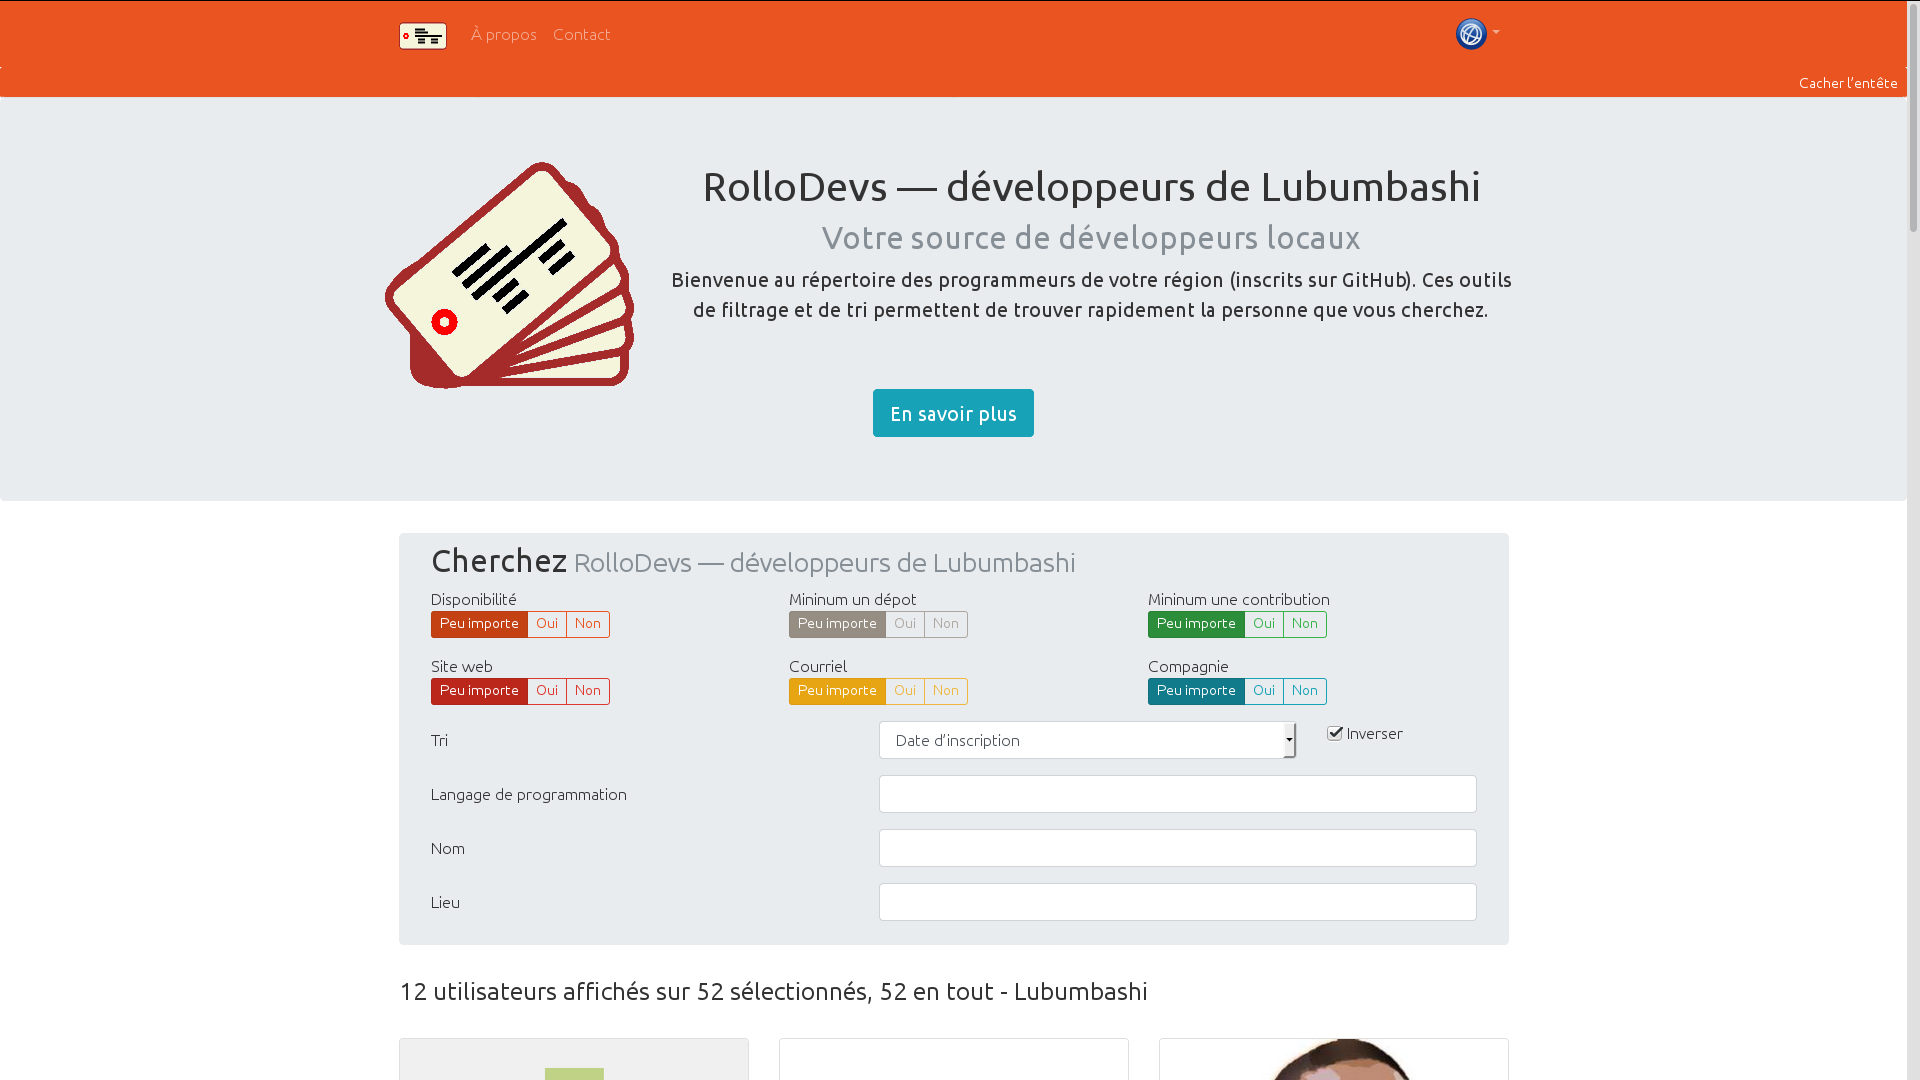 À propos
Contact
Cacher l’entête
RolloDevs — développeurs de Lubumbashi
Votre source de développeurs locaux
Bienvenue au répertoire des programmeurs de votre région (inscrits sur GitHub). Ces outils
de filtrage et de tri permettent de trouver rapidement la personne que vous cherchez.
En savoir plus
Cherchez RolloDevs — développeurs de Lubumbashi
Disponibilité
Peu importe Oui Non
Mininum un dépot
Peu importe Oui Non
Mininum une contribution
Peu importe Oui Non
Site web
Peu importe Oui Non
Courriel
Peu importe Oui Non
Compagnie
Peu importe Oui Non
Tri
Date d’inscription
Inverser
Langage de programmation
Nom
Lieu
12 utilisateurs affichés sur 52 sélectionnés, 52 en tout - Lubumbashi